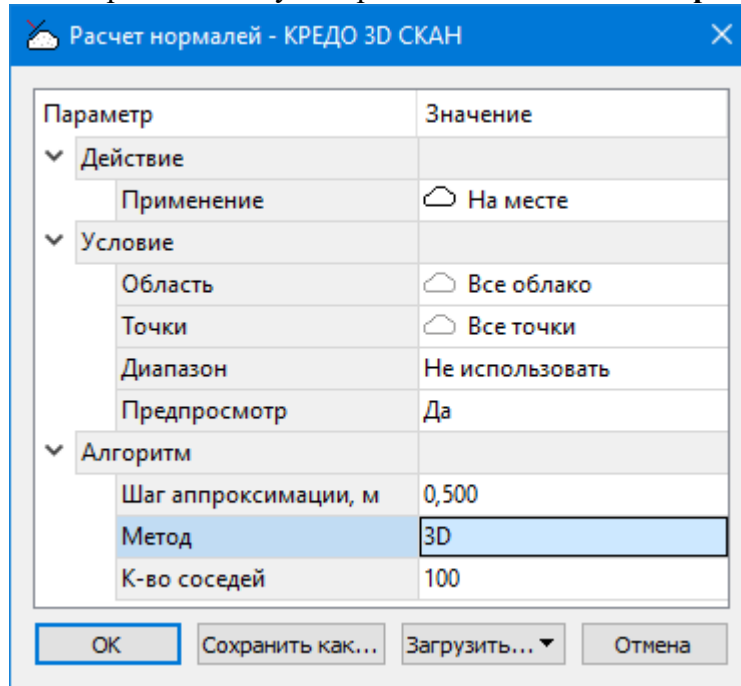 Расчет нормалей - КРЕДО 3D СКАН
Параметр Значение
Действие
Применение На месте
Условие
Область Все облако
Точки Все точки
Диапазон Не использовать
Предпросмотр Да
Алгоритм
Шаг аппроксимации, м 0,500
Метод 3D
К-во соседей 100
ОК Сохранить как... Загрузить... Отмена